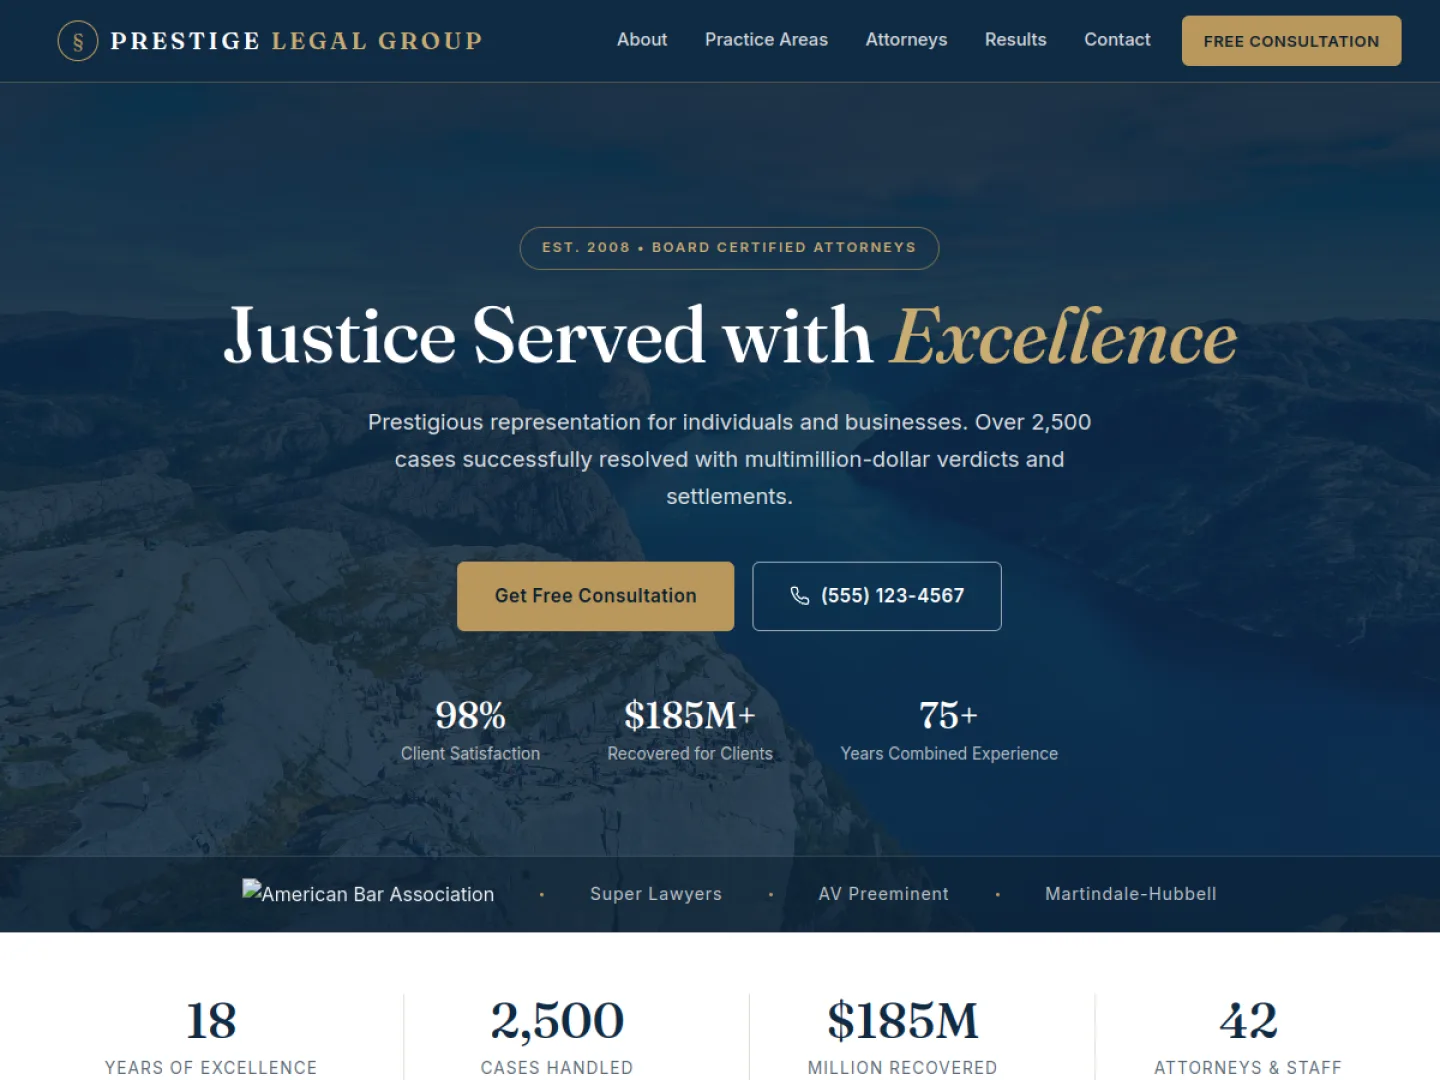 § PRESTIGE LEGAL GROUP
About Practice Areas Attorneys Results Contact FREE CONSULTATION
EST. 2008 • BOARD CERTIFIED ATTORNEYS
Justice Served with Excellence
Prestigious representation for individuals and businesses. Over 2,500
cases successfully resolved with multimillion-dollar verdicts and
settlements.
Get Free Consultation (555) 123-4567
98% $185M+ 75+
Client Satisfaction Recovered for Clients Years Combined Experience
American Bar Association • Super Lawyers • AV Preeminent • Martindale-Hubbell
18 2,500 $185M 42
YEARS OF EXCELLENCE CASES HANDLED MILLION RECOVERED ATTORNEYS & STAFF